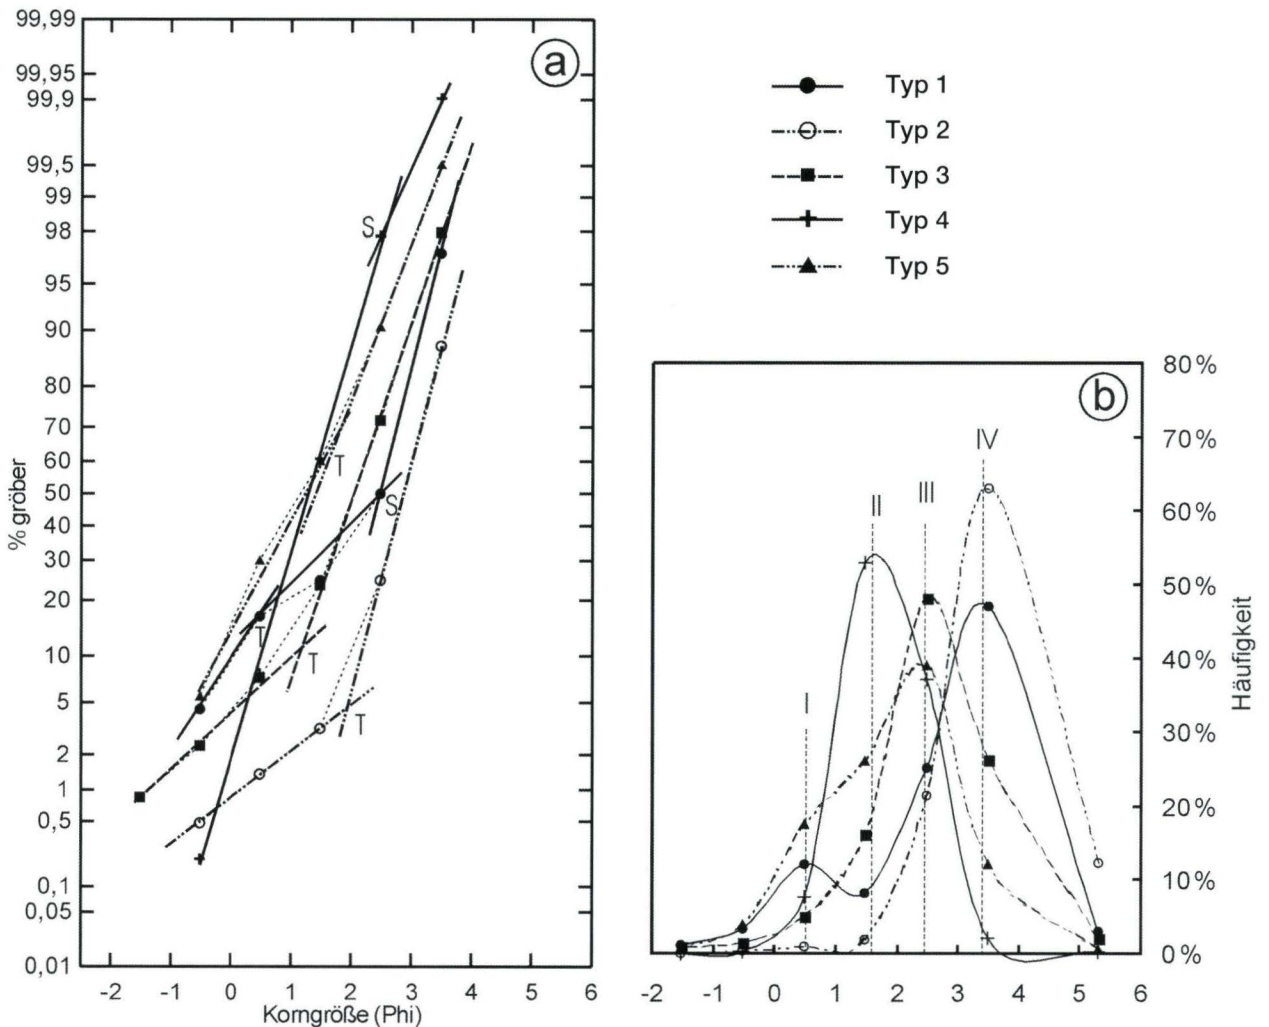 a
99,99
99,95
99,9
99,5
99
98
95
90
80
70
60
50
40
30
20
10
5
2
1
0,5
0,1
0,05
0,01
% gröber
S
T
S
T
T
T
-2 -1 0 1 2 3 4 5 6
Korngröße (Phi)
Typ 1
Typ 2
Typ 3
Typ 4
Typ 5
b
80%
70%
60%
50%
40%
30%
20%
10%
0%
Häufigkeit
I
II
III
IV
-2 -1 0 1 2 3 4 5 6